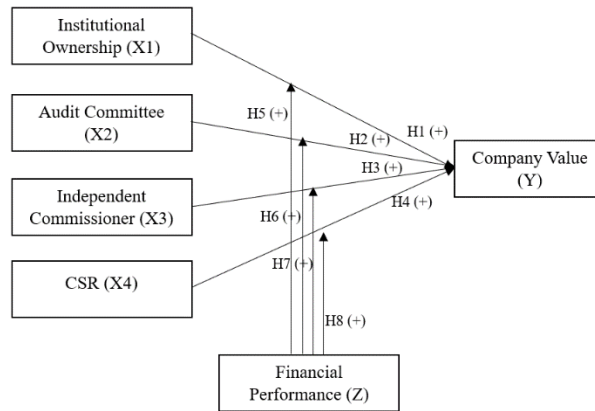 Institutional
Ownership (X1)
H5 (+)
H1 (+)
Audit Committee
(X2)
H2 (+)
H3 (+)
Company Value
(Y)
Independent
Commissioner (X3)
H6 (+)
H4 (+)
CSR (X4)
H7 (+)
H8 (+)
Financial
Performance (Z)